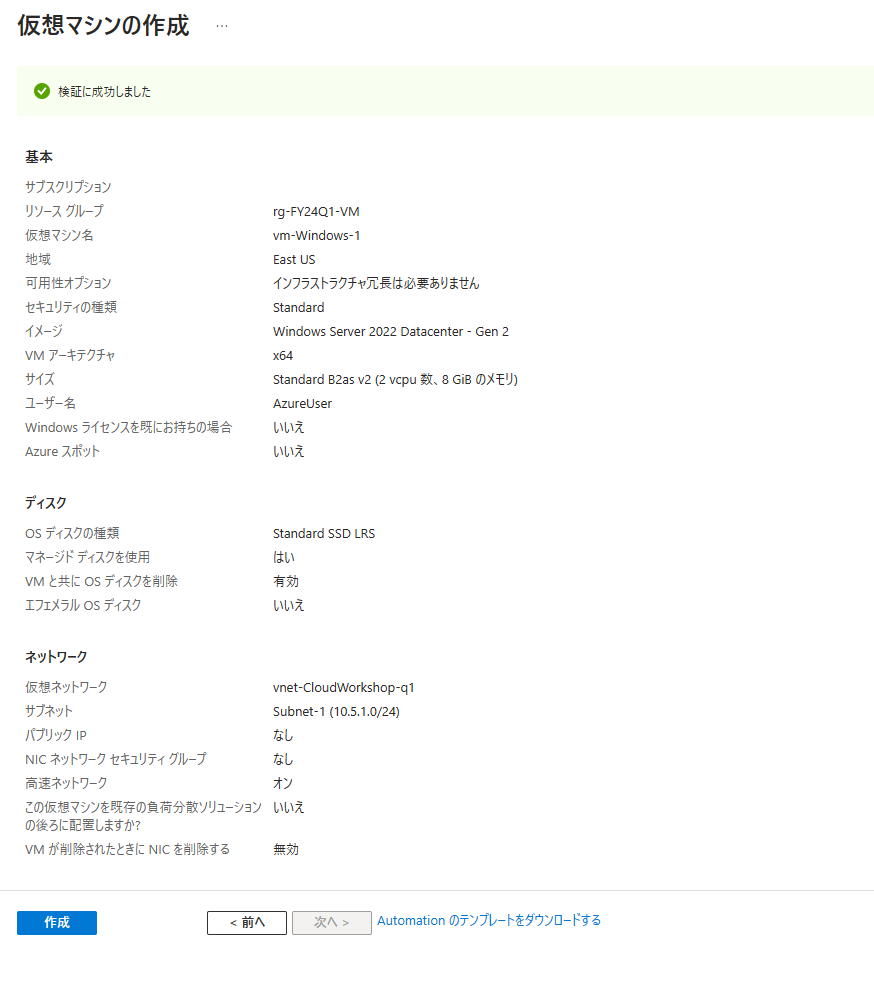 仮想マシンの作成 …
検証に成功しました
基本
サブスクリプション
リソース グループ rg-FY24Q1-VM
仮想マシン名 vm-Windows-1
地域 East US
可用性オプション インフラストラクチャ冗長は必要ありません
セキュリティの種類 Standard
イメージ Windows Server 2022 Datacenter - Gen 2
VM アーキテクチャ x64
サイズ Standard B2as v2 (2 vcpu 数、8 GiB のメモリ)
ユーザー名 AzureUser
Windows ライセンスを既にお持ちの場合 いいえ
Azure スポット いいえ
ディスク
OS ディスクの種類 Standard SSD LRS
マネージド ディスクを使用 はい
VM と共に OS ディスクを削除 有効
エフェメラル OS ディスク いいえ
ネットワーク
仮想ネットワーク vnet-CloudWorkshop-q1
サブネット Subnet-1 (10.5.1.0/24)
パブリック IP なし
NIC ネットワーク セキュリティ グループ なし
高速ネットワーク オン
この仮想マシンを既存の負荷分散ソリューション いいえ
の後ろに配置しますか?
VM が削除されたときに NIC を削除する 無効
作成 < 前へ 次へ > Automation のテンプレートをダウンロードする